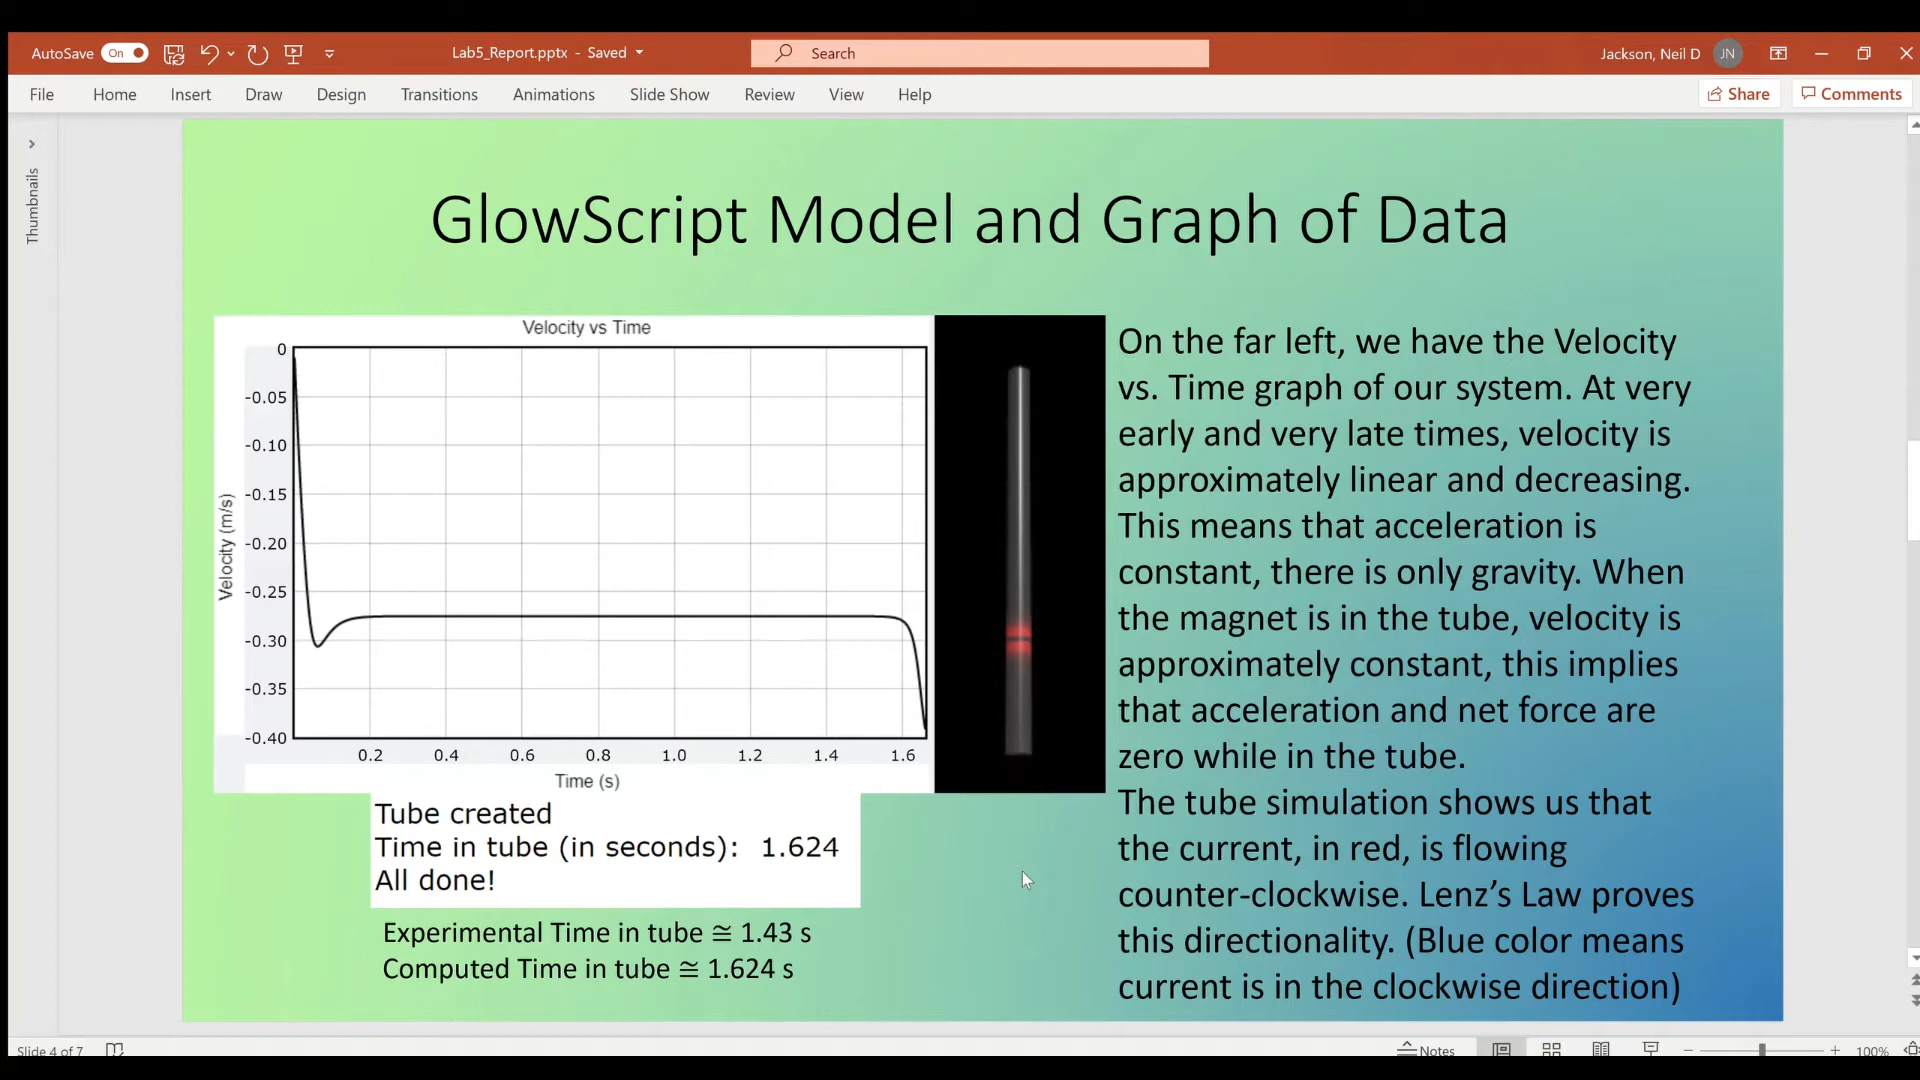 AutoSave On Lab5_Report.pptx - Saved Search Jackson, Neil D JN
File Home Insert Draw Design Transitions Animations Slide Show Review View Help Share Comments
Thumbnails
GlowScript Model and Graph of Data
Velocity vs Time
0
-0.05
-0.10
-0.15
-0.20
-0.25
-0.30
-0.35
-0.40
Velocity (m/s)
0.2 0.4 0.6 0.8 1.0 1.2 1.4 1.6
Time (s)
Tube created
Time in tube (in seconds): 1.624
All done!
Experimental Time in tube ≅ 1.43 s
Computed Time in tube ≅ 1.624 s
On the far left, we have the Velocity
vs. Time graph of our system. At very
early and very late times, velocity is
approximately linear and decreasing.
This means that acceleration is
constant, there is only gravity. When
the magnet is in the tube, velocity is
approximately constant, this implies
that acceleration and net force are
zero while in the tube.
The tube simulation shows us that
the current, in red, is flowing
counter-clockwise. Lenz’s Law proves
this directionality. (Blue color means
current is in the clockwise direction)
Slide 4 of 7 Notes 100%